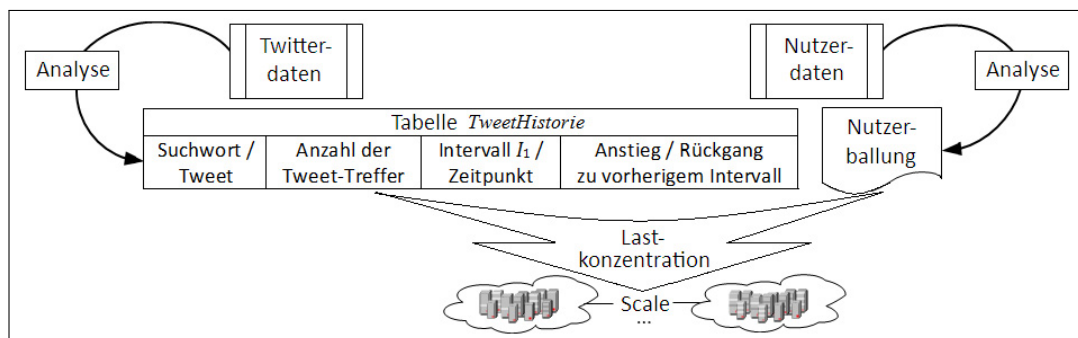 Analyse
Twitter-
daten
Nutzer-
daten
Analyse
Tabelle TweetHistorie
Suchwort /
Tweet
Anzahl der
Tweet-Treffer
Intervall I₁ /
Zeitpunkt
Anstieg / Rückgang
zu vorherigem Intervall
Nutzer-
ballung
Last-
konzentration
Scale
...